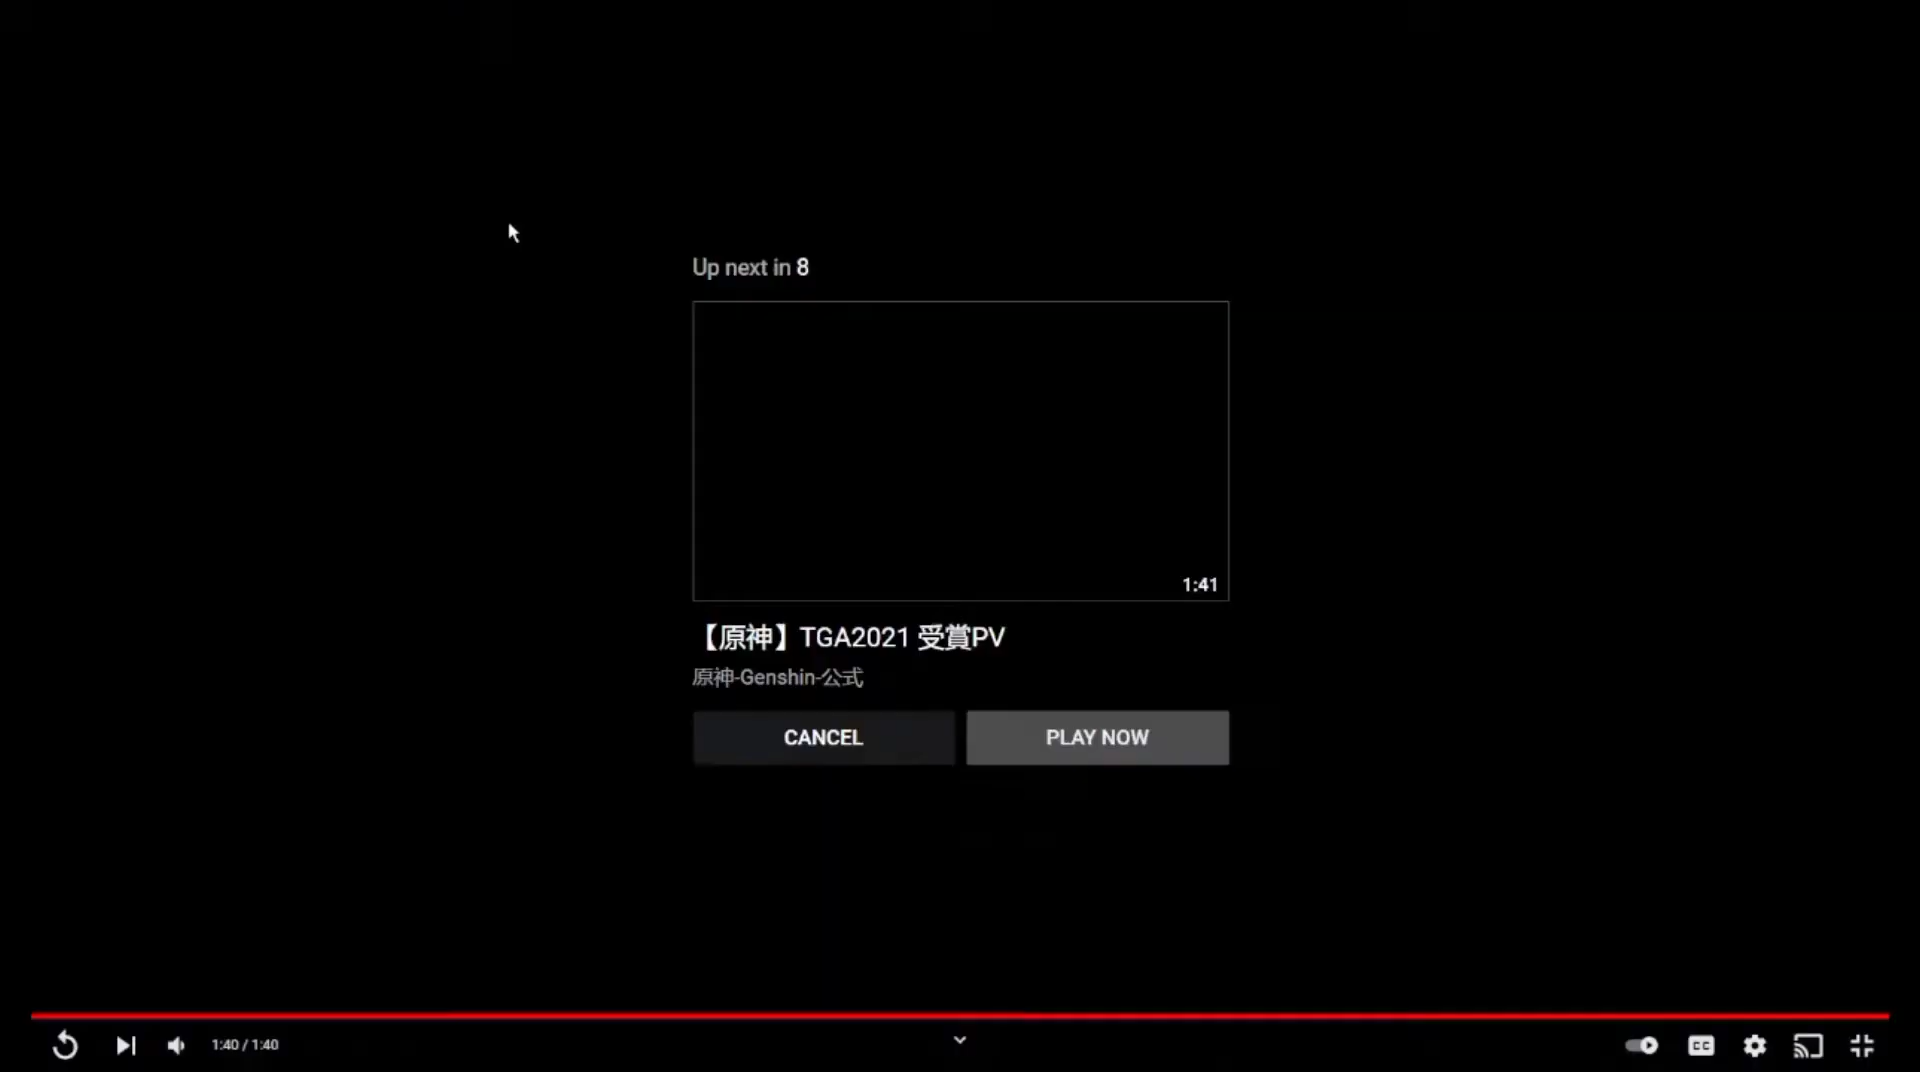 Up next in 8
1:41
【原神】TGA2021 受賞PV
原神-Genshin-公式
CANCEL
PLAY NOW
1:40 / 1:40
CC